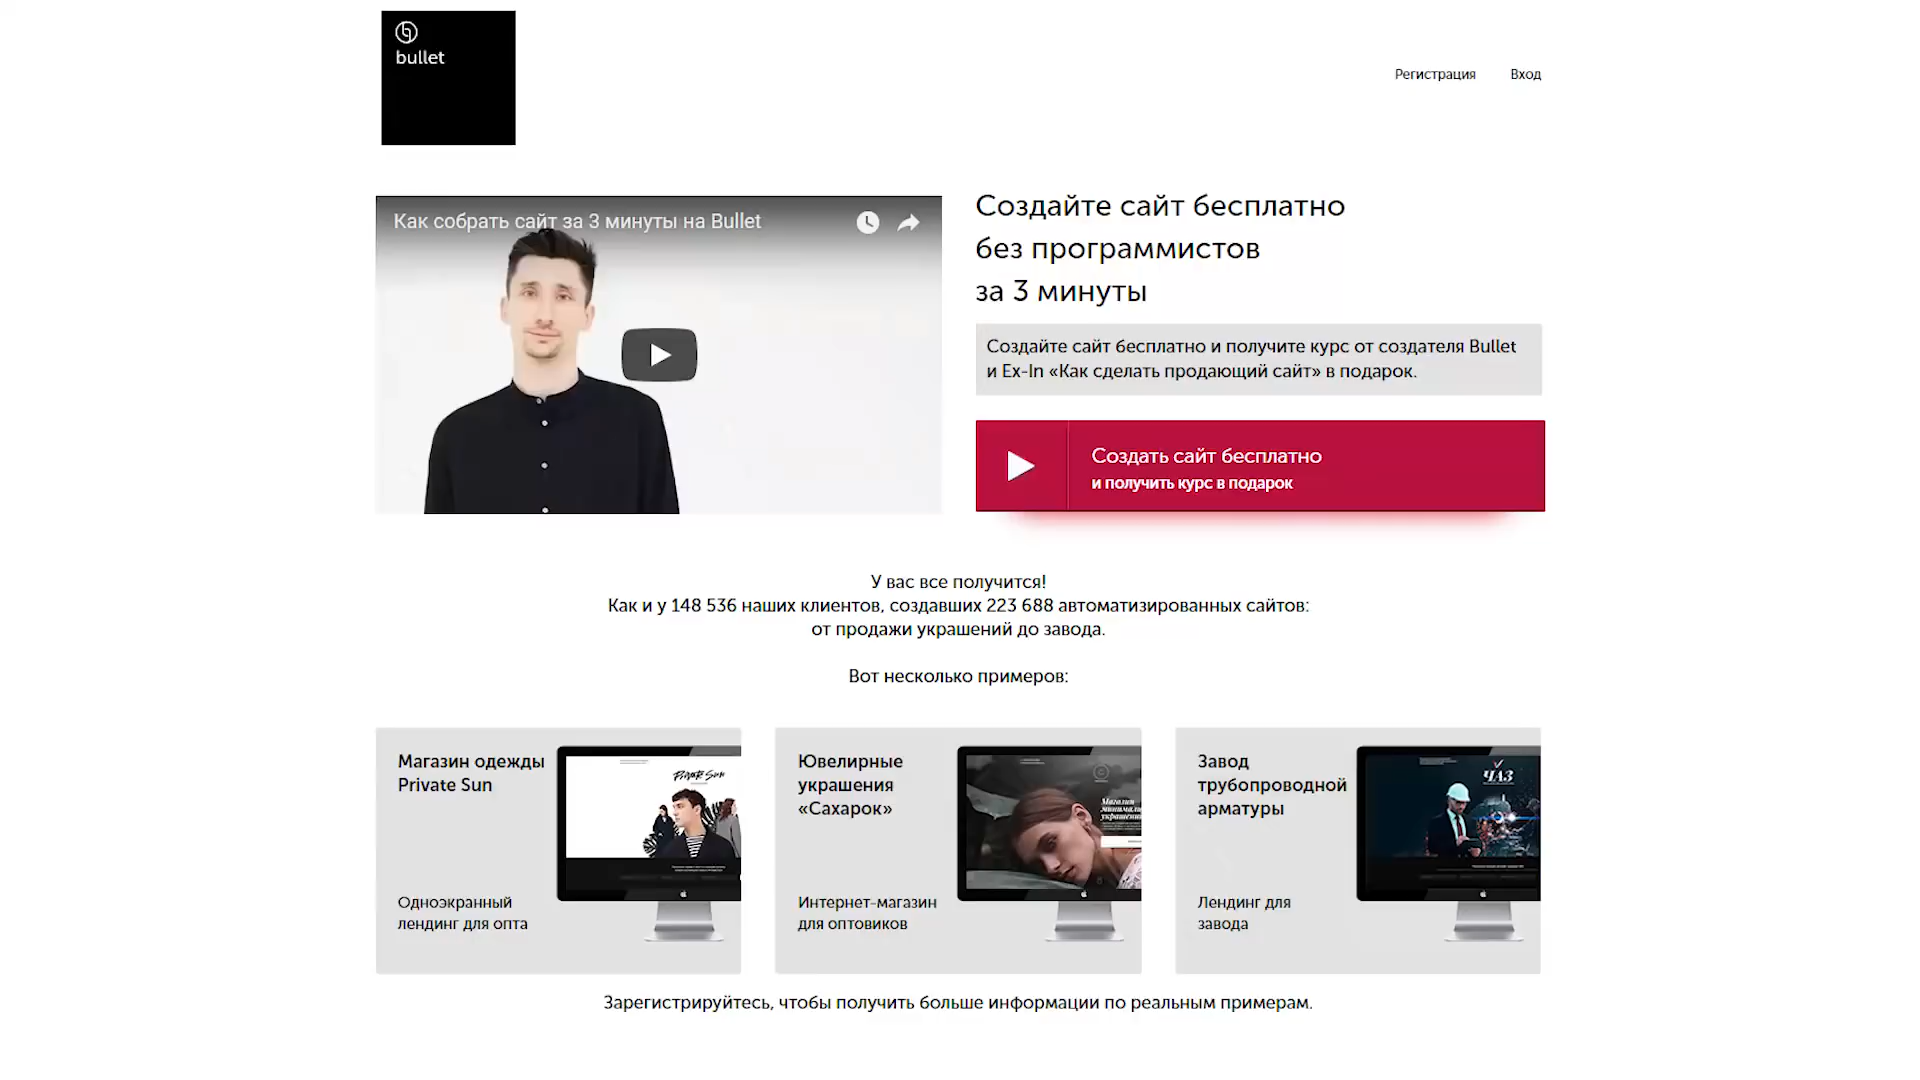 bullet
Регистрация
Вход
Как собрать сайт за 3 минуты на Bullet
Создайте сайт бесплатно
без программистов
за 3 минуты
Создайте сайт бесплатно и получите курс от создателя Bullet
и Ex-In «Как сделать продающий сайт» в подарок.
Создать сайт бесплатно
и получить курс в подарок
У вас все получится!
Как и у 148 536 наших клиентов, создавших 223 688 автоматизированных сайтов:
от продажи украшений до завода.
Вот несколько примеров:
Магазин одежды
Private Sun
Private Sun
Одноэкранный
лендинг для опта
Ювелирные
украшения
«Сахарок»
Интернет-магазин
для оптовиков
Завод
трубопроводной
арматуры
ЧАЗ
Лендинг для
завода
Зарегистрируйтесь, чтобы получить больше информации по реальным примерам.